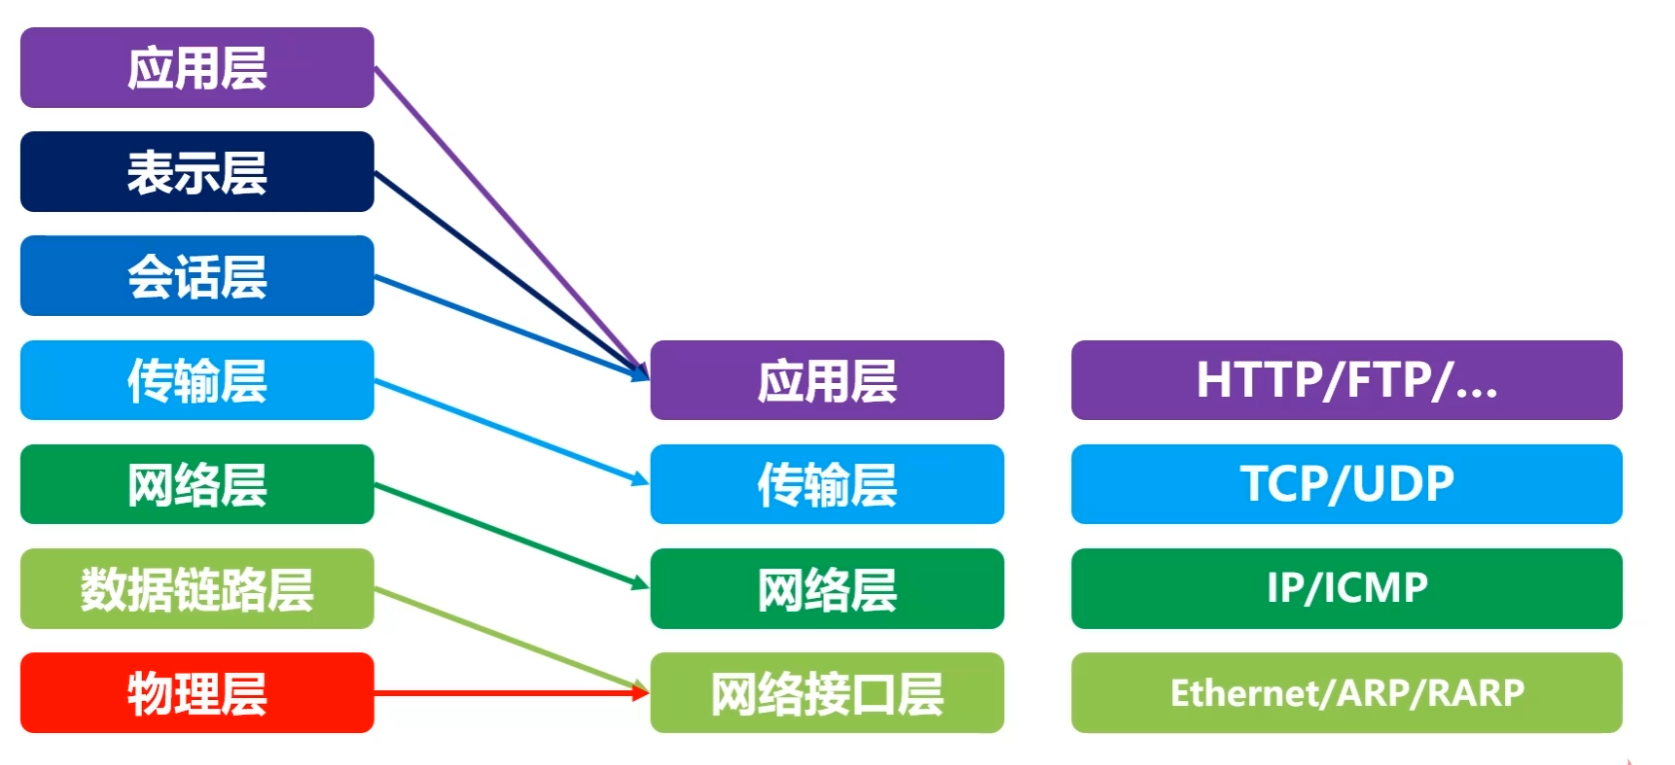 应用层
表示层
会话层
传输层
网络层
数据链路层
物理层
应用层
传输层
网络层
网络接口层
HTTP/FTP/...
TCP/UDP
IP/ICMP
Ethernet/ARP/RARP